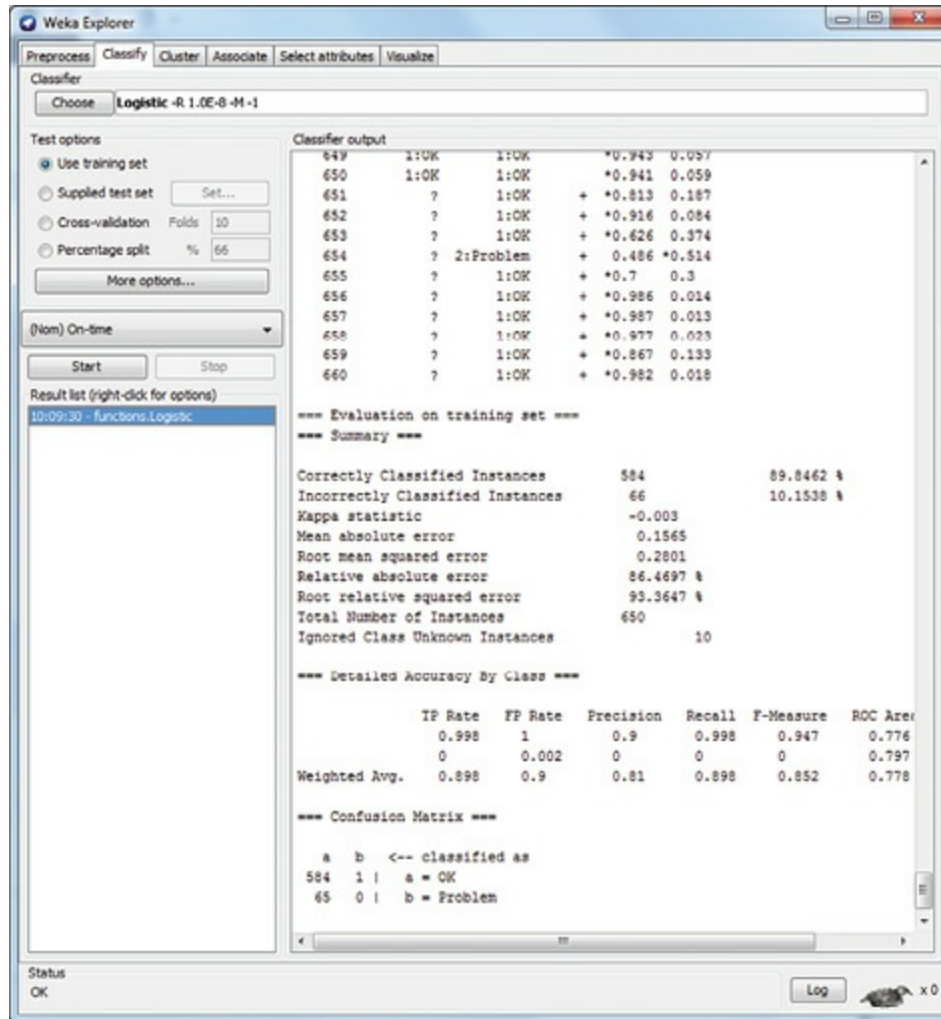 Weka Explorer
Preprocess Classify Cluster Associate Select attributes Visualize
Classifier
Choose Logistic -R 1.0E-8 -M -1
Test options
Use training set
Supplied test set Set...
Cross-validation Folds 10
Percentage split % 66
More options...
(Nom) On-time
Start Stop
Result list (right-click for options)
10:09:30 - functions.Logistic
Classifier output
649 1:OK 1:OK *0.943 0.057
650 1:OK 1:OK *0.941 0.059
651 ? 1:OK + *0.813 0.187
652 ? 1:OK + *0.916 0.084
653 ? 1:OK + *0.626 0.374
654 ? 2:Problem + 0.486 *0.514
655 ? 1:OK + *0.7 0.3
656 ? 1:OK + *0.986 0.014
657 ? 1:OK + *0.987 0.013
658 ? 1:OK + *0.977 0.023
659 ? 1:OK + *0.867 0.133
660 ? 1:OK + *0.982 0.018
=== Evaluation on training set ===
=== Summary ===
Correctly Classified Instances 584 89.8462 %
Incorrectly Classified Instances 66 10.1538 %
Kappa statistic -0.003
Mean absolute error 0.1565
Root mean squared error 0.2801
Relative absolute error 86.4697 %
Root relative squared error 93.3647 %
Total Number of Instances 650
Ignored Class Unknown Instances 10
=== Detailed Accuracy By Class ===
TP Rate FP Rate Precision Recall F-Measure ROC Area
0.998 1 0.9 0.998 0.947 0.776
0 0.002 0 0 0 0.797
Weighted Avg. 0.898 0.9 0.81 0.898 0.852 0.778
=== Confusion Matrix ===
a b <-- classified as
584 1 | a = OK
65 0 | b = Problem
Status
OK
Log x 0